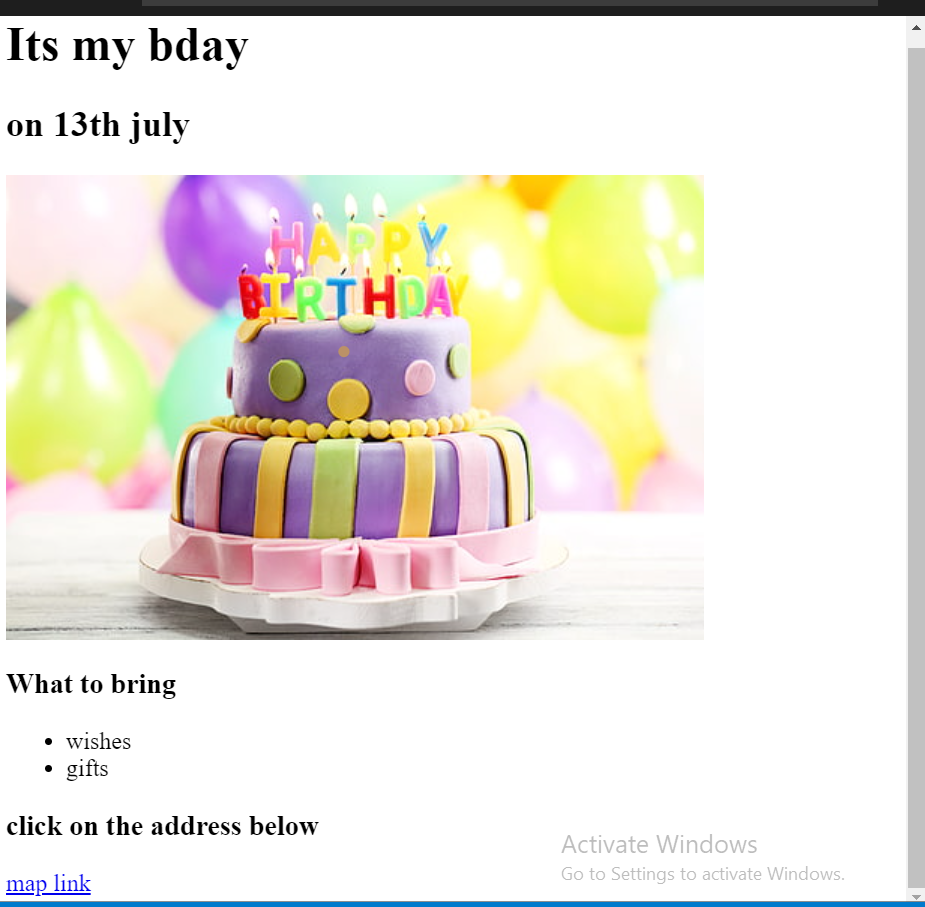 Its my bday
on 13th july
HAPPY
BIRTHDAY
What to bring
wishes
gifts
click on the address below
map link
Activate Windows
Go to Settings to activate Windows.